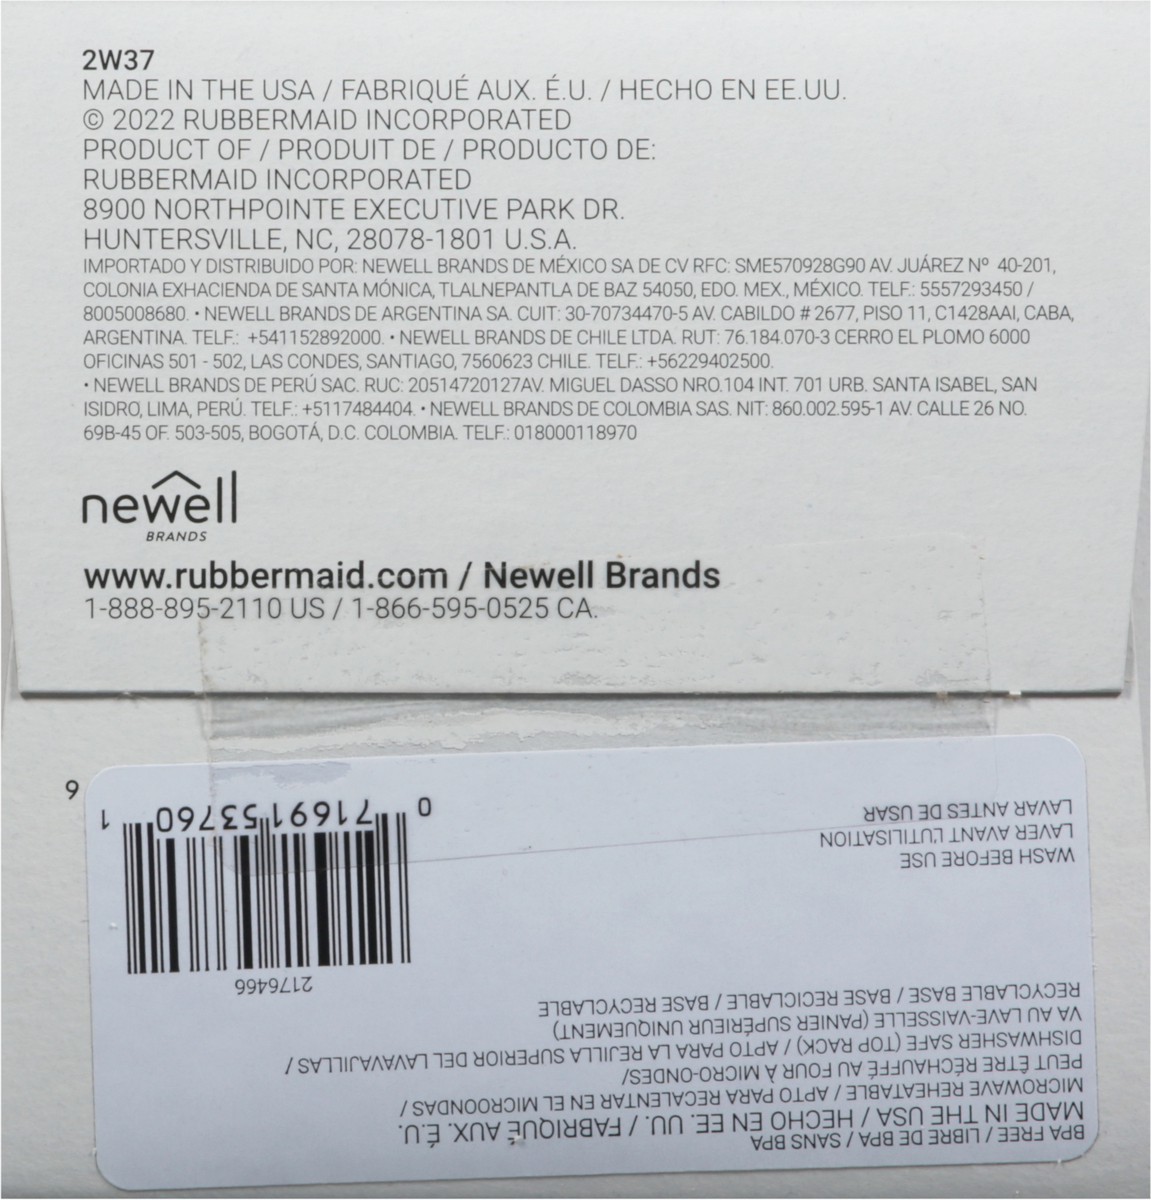 2W37
MADE IN THE USA / FABRIQUÉ AUX. É.U. / HECHO EN EE.UU.
© 2022 RUBBERMAID INCORPORATED
PRODUCT OF / PRODUIT DE / PRODUCTO DE:
RUBBERMAID INCORPORATED
8900 NORTHPOINTE EXECUTIVE PARK DR.
HUNTERSVILLE, NC, 28078-1801 U.S.A.
IMPORTADO Y DISTRIBUIDO POR: NEWELL BRANDS DE MÉXICO SA DE CV RFC: SME570928G90 AV. JUÁREZ Nº 40-201,
COLONIA EXHACIENDA DE SANTA MÓNICA, TLALNEPANTLA DE BAZ 54050, EDO. MEX., MÉXICO. TELF.: 5557293450 /
8005008680. • NEWELL BRANDS DE ARGENTINA SA. CUIT: 30-70734470-5 AV. CABILDO # 2677, PISO 11, C1428AAI, CABA,
ARGENTINA. TELF.: +541152892000. • NEWELL BRANDS DE CHILE LTDA. RUT: 76.184.070-3 CERRO EL PLOMO 6000
OFICINAS 501 - 502, LAS CONDES, SANTIAGO, 7560623 CHILE. TELF.: +56229402500.
• NEWELL BRANDS DE PERÚ SAC. RUC: 20514720127AV. MIGUEL DASSO NRO.104 INT. 701 URB. SANTA ISABEL, SAN
ISIDRO, LIMA, PERÚ. TELF.: +5117484404. • NEWELL BRANDS DE COLOMBIA SAS. NIT: 860.002.595-1 AV. CALLE 26 NO.
69B-45 OF. 503-505, BOGOTÁ, D.C. COLOMBIA. TELF.: 018000118970
newell
BRANDS
www.rubbermaid.com / Newell Brands
1-888-895-2110 US / 1-866-595-0525 CA.
9
BPA FREE / LIBRE DE BPA / SANS BPA
MADE IN THE USA / HECHO EN EE. UU. / FABRIQUÉ AUX. É.U.
MICROWAVE REHEATABLE / APTO PARA RECALENTAR EN EL MICROONDAS /
PEUT ÊTRE RÉCHAUFFÉ AU FOUR À MICRO-ONDES/
DISHWASHER SAFE (TOP RACK) / APTO PARA LA REJILLA SUPERIOR DEL LAVAVAJILLAS /
VA AU LAVE-VAISSELLE (PANIER SUPÉRIEUR UNIQUEMENT)
RECYCLABLE BASE / BASE RECICLABLE / BASE RECYCLABLE
WASH BEFORE USE
LAVER AVANT L'UTILISATION
LAVAR ANTES DE USAR
2176466
0 71691 53760 1